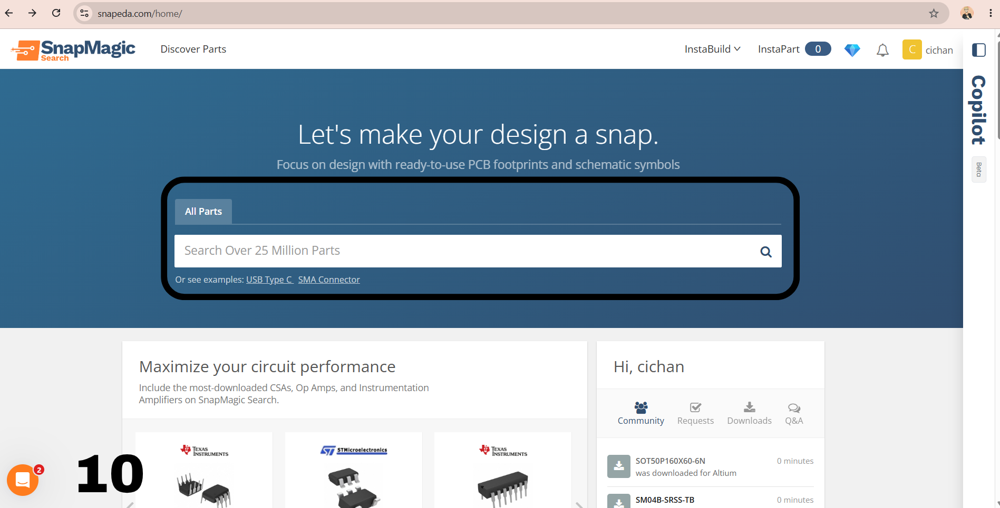 snapeda.com/home/
SnapMagic
Search
Discover Parts
InstaBuild
InstaPart 0
C cichan
Copilot
Beta
Let's make your design a snap.
Focus on design with ready-to-use PCB footprints and schematic symbols
All Parts
Search Over 25 Million Parts
Or see examples: USB Type C SMA Connector
Maximize your circuit performance
Include the most-downloaded CSAs, Op Amps, and Instrumentation
Amplifiers on SnapMagic Search.
TEXAS
INSTRUMENTS
ST STMicroelectronics
TEXAS
INSTRUMENTS
Hi, cichan
Community Requests Downloads Q&A
SOT50P160X60-6N 0 minutes
was downloaded for Altium
SM04B-SRSS-TB 0 minutes
2
10